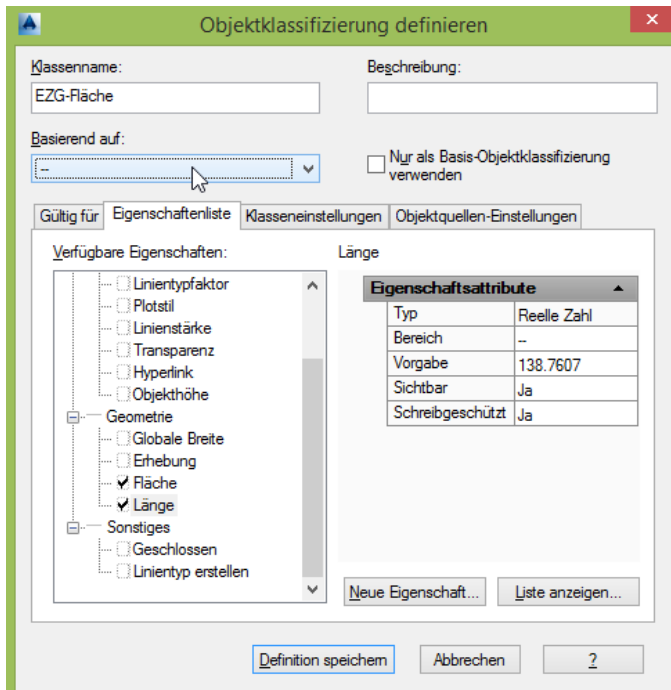 Objektklassifizierung definieren
Klassenname:
Beschreibung:
EZG-Fläche
Basierend auf:
--
Nur als Basis-Objektklassifizierung
verwenden
Gültig für
Eigenschaftenliste
Klasseneinstellungen
Objektquellen-Einstellungen
Verfügbare Eigenschaften:
Linientypfaktor
Plotstil
Linienstärke
Transparenz
Hyperlink
Objekthöhe
Geometrie
Globale Breite
Erhebung
Fläche
Länge
Sonstiges
Geschlossen
Linientyp erstellen
Länge
Eigenschaftsattribute
Typ Reelle Zahl
Bereich --
Vorgabe 138.7607
Sichtbar Ja
Schreibgeschützt Ja
Neue Eigenschaft...
Liste anzeigen...
Definition speichern
Abbrechen
?